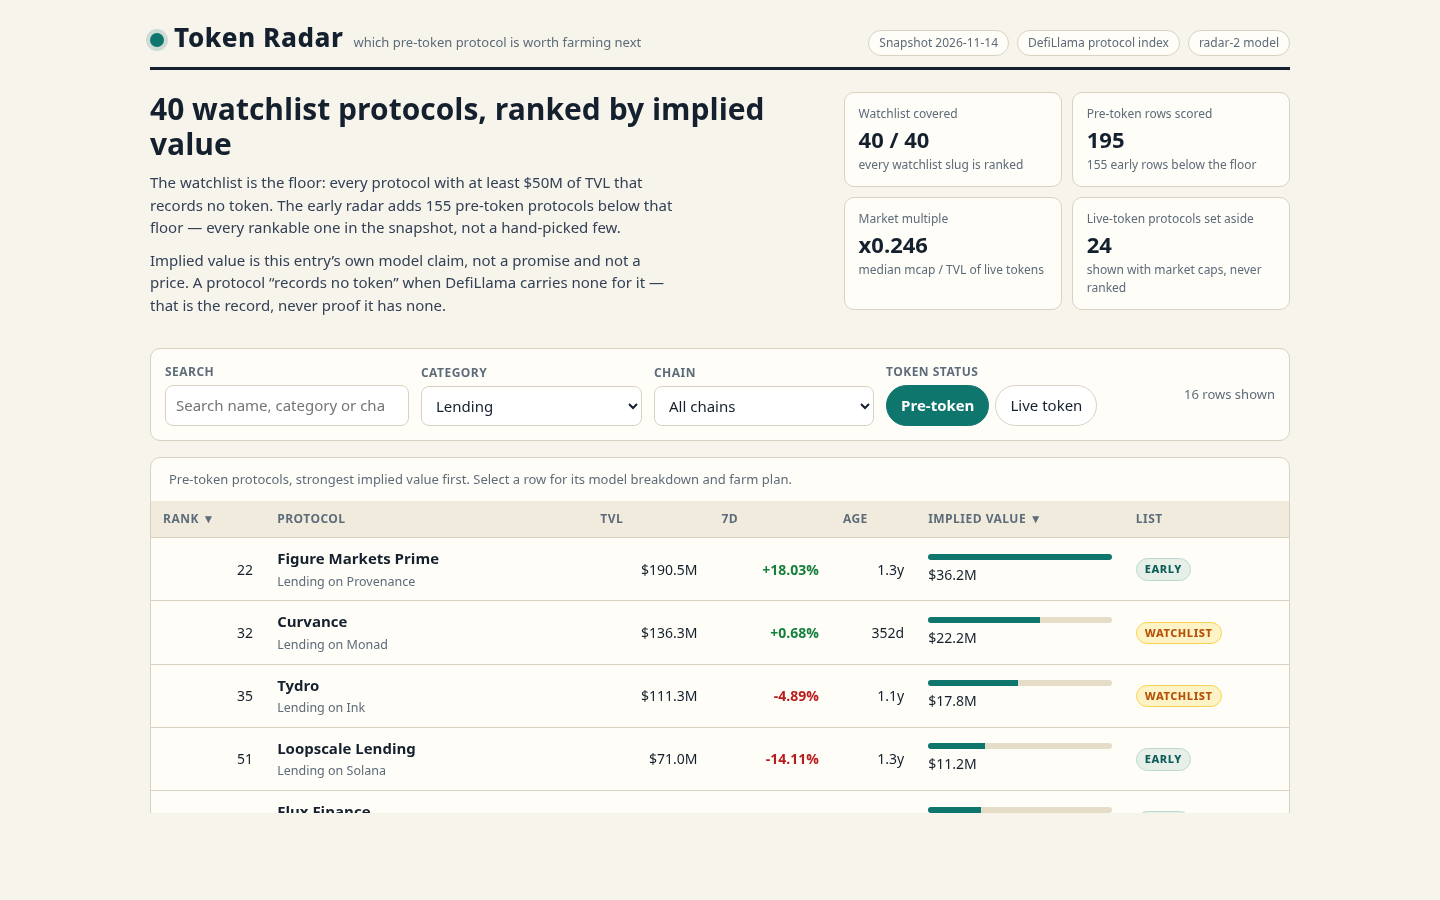 Token Radar which pre-token protocol is worth farming next
Snapshot 2026-11-14 DefiLlama protocol index radar-2 model
40 watchlist protocols, ranked by implied
value
The watchlist is the floor: every protocol with at least $50M of TVL that
records no token. The early radar adds 155 pre-token protocols below that
floor — every rankable one in the snapshot, not a hand-picked few.
Implied value is this entry’s own model claim, not a promise and not a
price. A protocol “records no token” when DefiLlama carries none for it —
that is the record, never proof it has none.
Watchlist covered
40 / 40
every watchlist slug is ranked
Pre-token rows scored
195
155 early rows below the floor
Market multiple
x0.246
median mcap / TVL of live tokens
Live-token protocols set aside
24
shown with market caps, never
ranked
SEARCH
Search name, category or cha
CATEGORY
Lending
CHAIN
All chains
TOKEN STATUS
Pre-token Live token
16 rows shown
Pre-token protocols, strongest implied value first. Select a row for its model breakdown and farm plan.
RANK ▼ PROTOCOL TVL 7D AGE IMPLIED VALUE ▼ LIST
22 Figure Markets Prime $190.5M +18.03% 1.3y $36.2M EARLY
Lending on Provenance
32 Curvance $136.3M +0.68% 352d $22.2M WATCHLIST
Lending on Monad
35 Tydro $111.3M -4.89% 1.1y $17.8M WATCHLIST
Lending on Ink
51 Loopscale Lending $71.0M -14.11% 1.3y $11.2M EARLY
Lending on Solana
Flux Finance